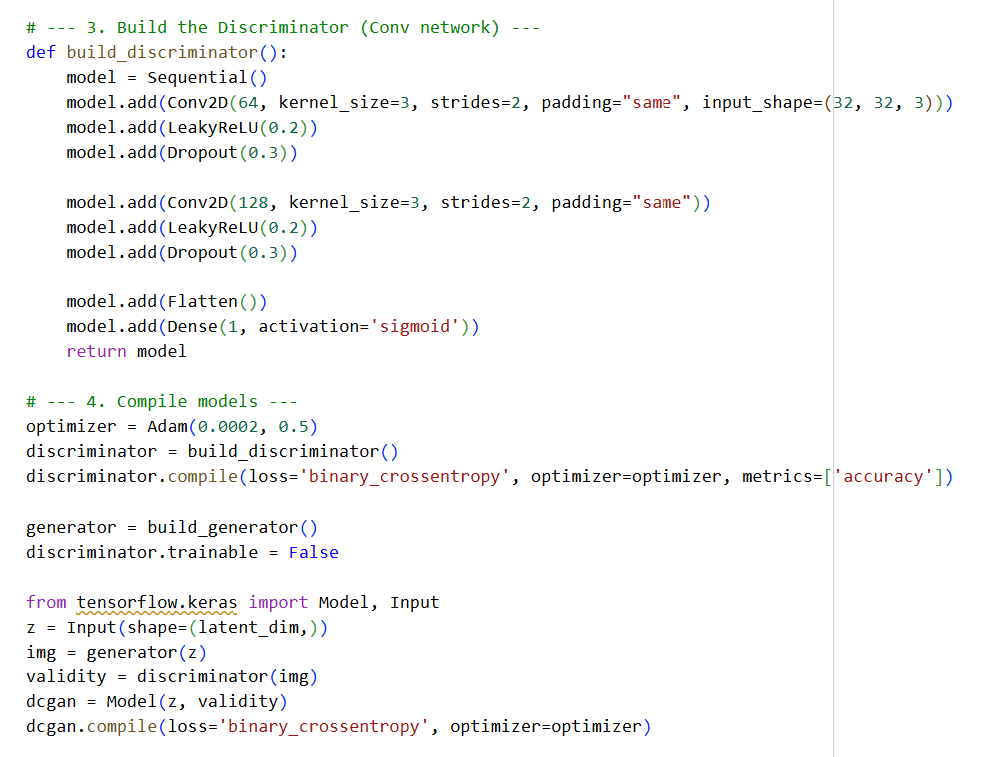 # --- 3. Build the Discriminator (Conv network) ---
def build_discriminator():
    model = Sequential()
    model.add(Conv2D(64, kernel_size=3, strides=2, padding="same", input_shape=(32, 32, 3)))
    model.add(LeakyReLU(0.2))
    model.add(Dropout(0.3))

    model.add(Conv2D(128, kernel_size=3, strides=2, padding="same"))
    model.add(LeakyReLU(0.2))
    model.add(Dropout(0.3))

    model.add(Flatten())
    model.add(Dense(1, activation='sigmoid'))
    return model

# --- 4. Compile models ---
optimizer = Adam(0.0002, 0.5)
discriminator = build_discriminator()
discriminator.compile(loss='binary_crossentropy', optimizer=optimizer, metrics=['accuracy'])

generator = build_generator()
discriminator.trainable = False

from tensorflow.keras import Model, Input
z = Input(shape=(latent_dim,))
img = generator(z)
validity = discriminator(img)
dcgan = Model(z, validity)
dcgan.compile(loss='binary_crossentropy', optimizer=optimizer)